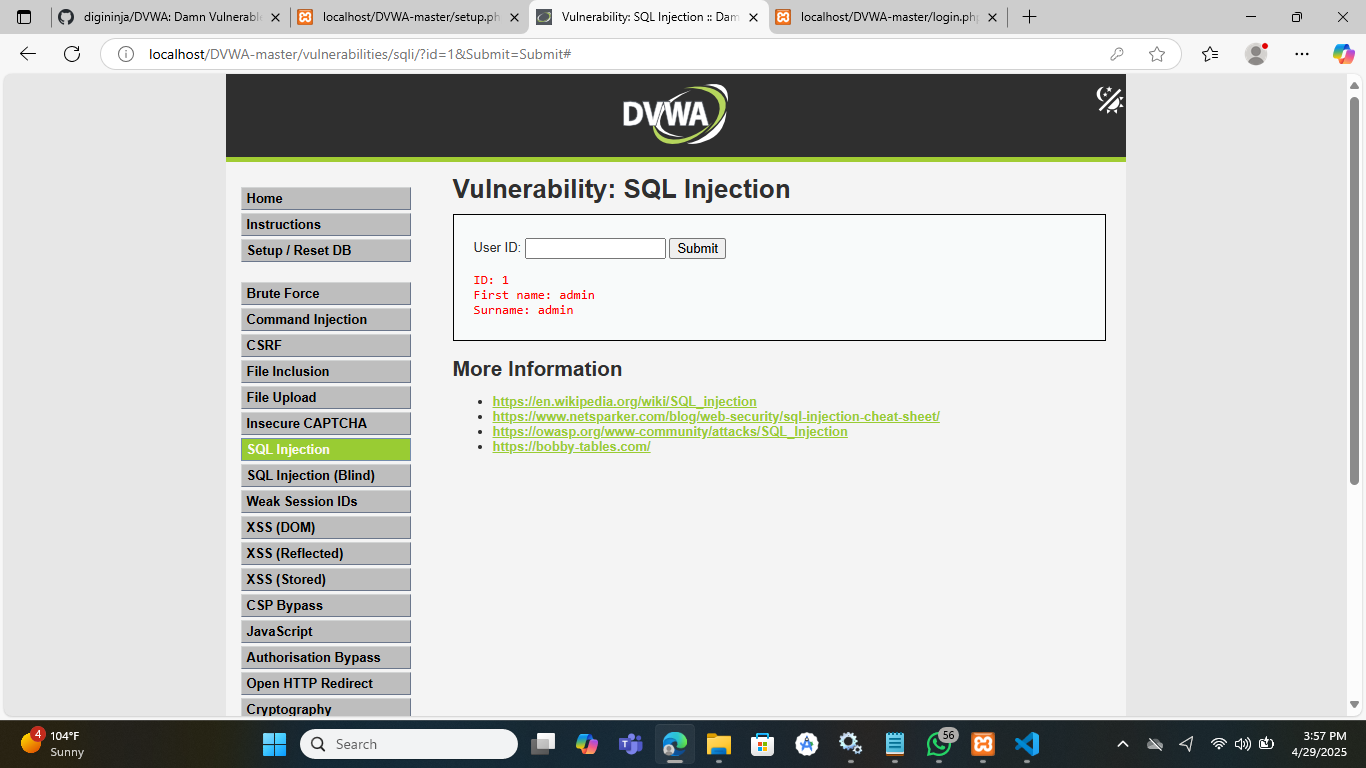 digininja/DVWA: Damn Vulnerable
localhost/DVWA-master/setup.ph
Vulnerability: SQL Injection :: Dam
localhost/DVWA-master/login.php
localhost/DVWA-master/vulnerabilities/sqli/?id=1&Submit=Submit#
DVWA
Home
Instructions
Setup / Reset DB
Brute Force
Command Injection
CSRF
File Inclusion
File Upload
Insecure CAPTCHA
SQL Injection
SQL Injection (Blind)
Weak Session IDs
XSS (DOM)
XSS (Reflected)
XSS (Stored)
CSP Bypass
JavaScript
Authorisation Bypass
Open HTTP Redirect
Cryptography
Vulnerability: SQL Injection
User ID: Submit
ID: 1
First name: admin
Surname: admin
More Information
https://en.wikipedia.org/wiki/SQL_injection
https://www.netsparker.com/blog/web-security/sql-injection-cheat-sheet/
https://owasp.org/www-community/attacks/SQL_Injection
https://bobby-tables.com/
4
104°F
Sunny
Search
56
3:57 PM
4/29/2025